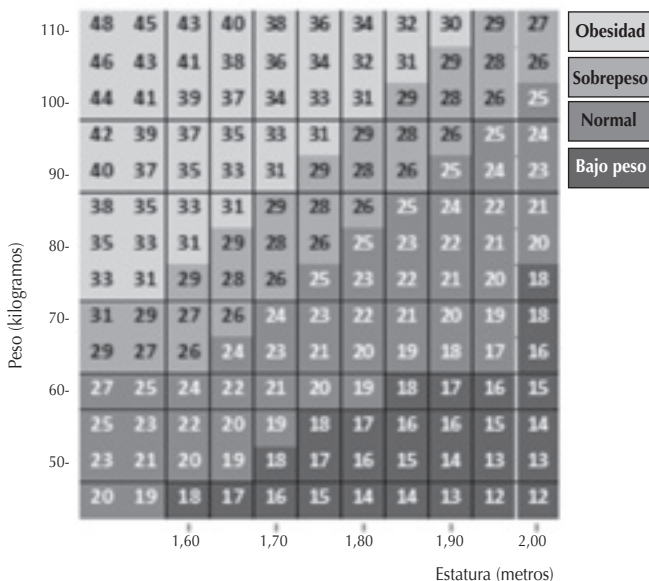 110- 48 45 43 40 38 36 34 32 30 29 27
46 43 41 38 36 34 32 31 29 28 26
100- 44 41 39 37 34 33 31 29 28 26 25
42 39 37 35 33 31 29 28 26 25 24
90- 40 37 35 33 31 29 28 26 25 24 23
38 35 33 31 29 28 26 25 24 22 21
80- 35 33 31 29 28 26 25 23 22 21 20
33 31 29 28 26 25 23 22 21 20 18
70- 31 29 27 26 24 23 22 21 20 19 18
29 27 26 24 23 21 20 19 18 17 16
60- 27 25 24 22 21 20 19 18 17 16 15
25 23 22 20 19 18 17 16 16 15 14
50- 23 21 20 19 18 17 16 15 14 13 13
20 19 18 17 16 15 14 14 13 12 12
1,60 1,70 1,80 1,90 2,00
Estatura (metros)
Peso (kilogramos)
Obesidad
Sobrepeso
Normal
Bajo peso